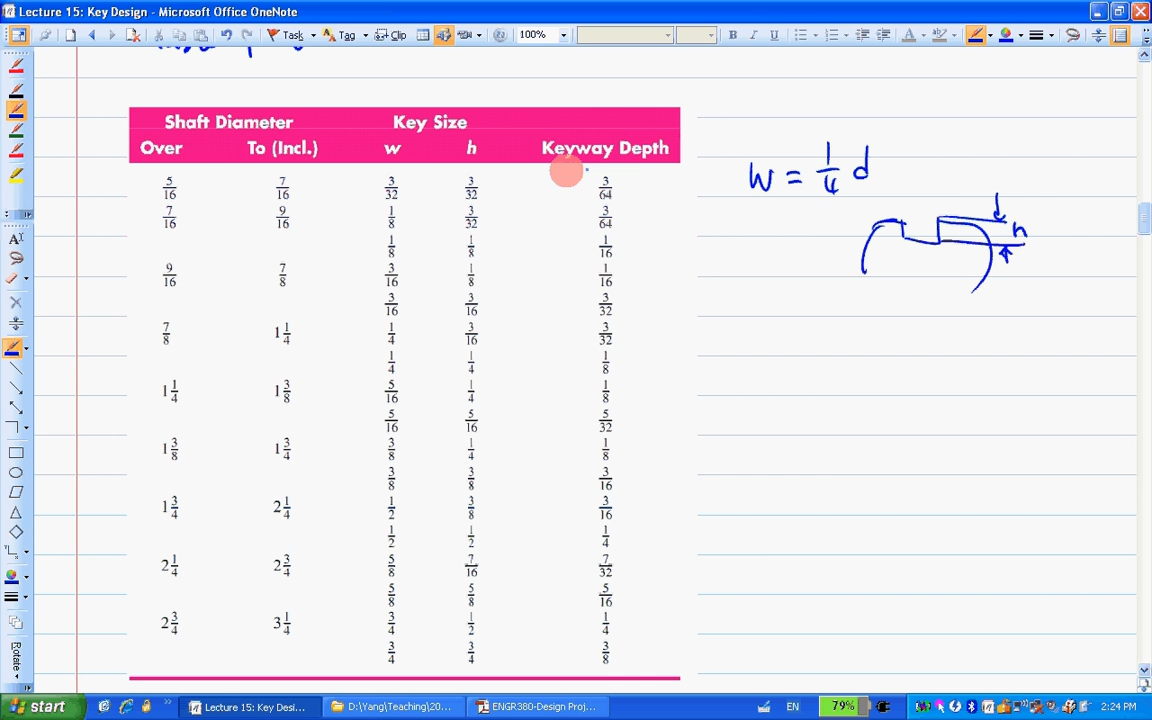 Lecture 15: Key Design - Microsoft Office OneNote
Task Tag Clip 100% B I U
Shaft Diameter Key Size
Over To (Incl.) w h Keyway Depth
5/16 7/16 3/32 3/32 3/64
7/16 9/16 1/8 3/32 3/64
1/8 1/8 1/16
9/16 7/8 3/16 1/8 1/16
3/16 3/16 3/32
7/8 1 1/4 1/4 3/16 3/32
1/4 1/4 1/8
1 1/4 1 3/8 5/16 1/4 1/8
5/16 5/16 5/32
1 3/8 1 3/4 3/8 1/4 1/8
3/8 3/8 3/16
1 3/4 2 1/4 1/2 3/8 3/16
1/2 1/2 1/4
2 1/4 2 3/4 5/8 7/16 7/32
5/8 5/8 5/16
2 3/4 3 1/4 3/4 1/2 1/4
3/4 3/4 3/8
w = 1/4 d
h
Rotate
start Lecture 15: Key Desi... D:\Yang\Teaching\20... ENGR380-Design Proj... EN 79% 2:24 PM